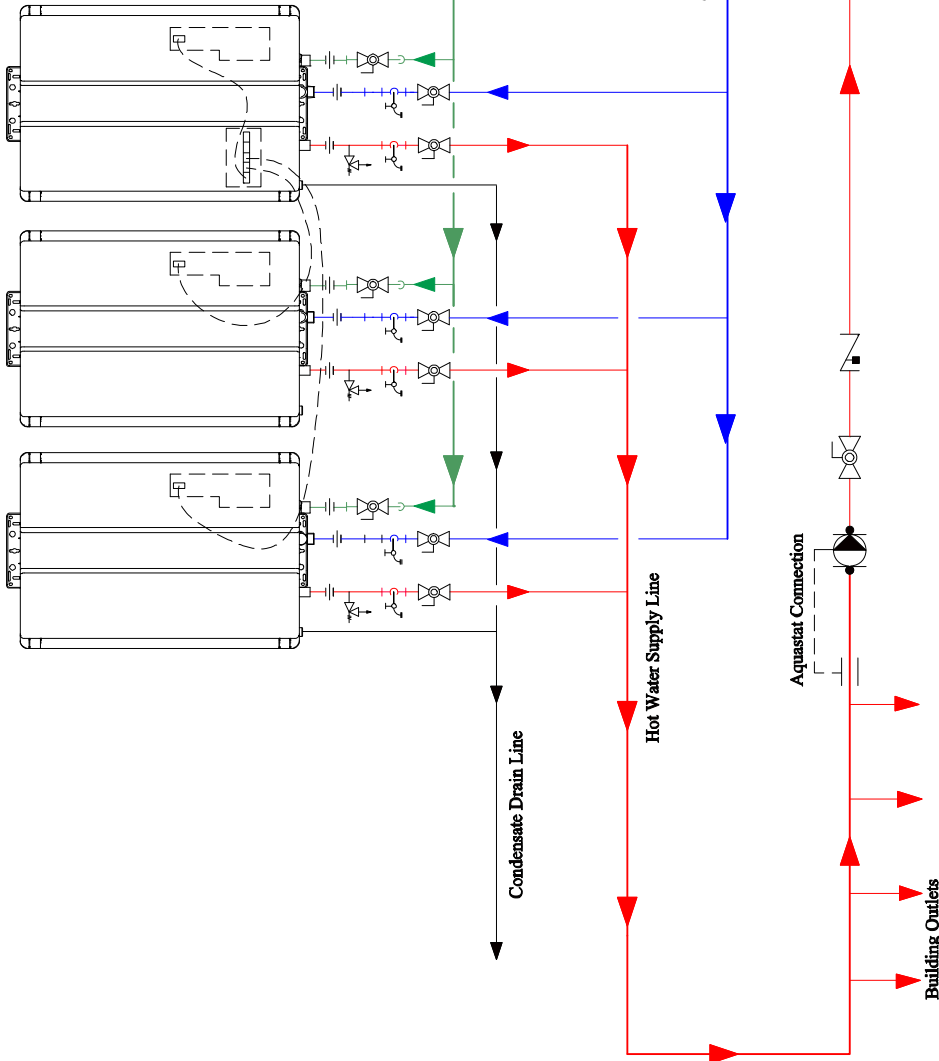 Condensate Drain Line
Hot Water Supply Line
Aquastat Connection
Building Outlets